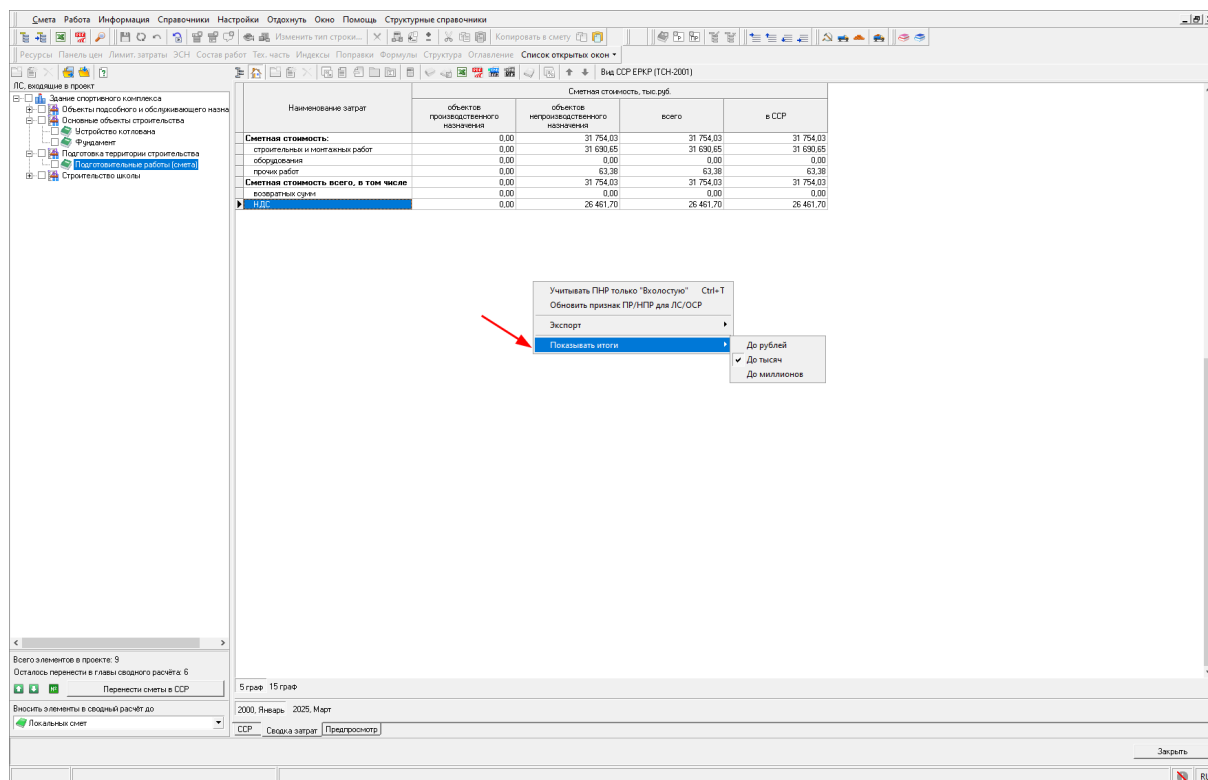 Смета Работа Информация Справочники Настройки Отдохнуть Окно Помощь Структурные справочники
Изменить тип строки... Копировать в смету
Ресурсы Панель цен Лимит. затраты ЭСН Состав работ Тех. часть Индексы Поправки Формулы Структура Оглавление Список открытых окон
Вид ССР ЕРКР (ТСН-2001)
ЛС, входящие в проект
Здание спортивного комплекса
Объекты подсобного и обслуживающего назна
Основные объекты строительства
Устройство котлована
Фундамент
Подготовка территории строительства
Подготовительные работы (смета)
Строительство школы
Наименование затрат
Сметная стоимость, тыс.руб.
объектов производственного назначения
объектов непроизводственного назначения
всего
в ССР
Сметная стоимость: 0,00 31 754,03 31 754,03 31 754,03
строительных и монтажных работ 0,00 31 690,65 31 690,65 31 690,65
оборудования 0,00 0,00 0,00 0,00
прочих работ 0,00 63,38 63,38 63,38
Сметная стоимость всего, в том числе 0,00 31 754,03 31 754,03 31 754,03
возвратных сумм 0,00 0,00 0,00 0,00
НДС 0,00 26 461,70 26 461,70 26 461,70
Учитывать ПНР только "Вхолостую" Ctrl+T
Обновить признак ПР/НПР для ЛС/ОСР
Экспорт
Показывать итоги
До рублей
До тысяч
До миллионов
Всего элементов в проекте: 9
Осталось перенести в главы сводного расчёта: 6
Перенести сметы в ССР
Вносить элементы в сводный расчёт до
Локальных смет
5 граф 15 граф
2000, Январь 2025, Март
ССР Сводка затрат Предпросмотр
Закрыть
RU